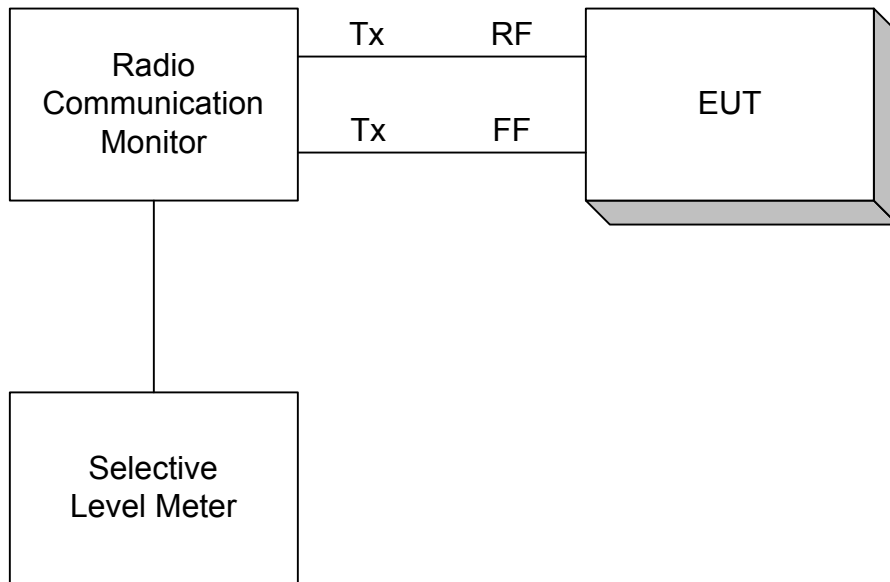 Radio
Communication
Monitor
Tx RF
Tx FF
EUT
Selective
Level Meter